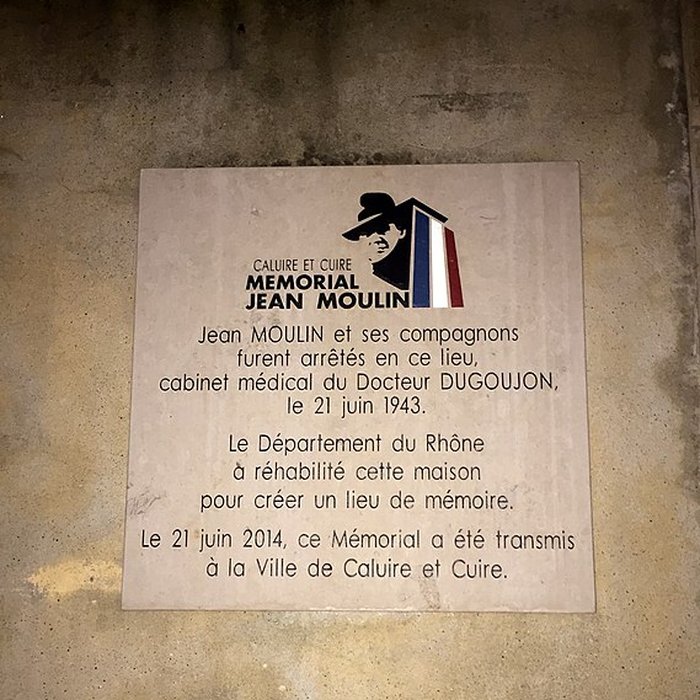 CALUIRE ET CUIRE
MEMORIAL
JEAN MOULIN
Jean MOULIN et ses compagnons
furent arrêtés en ce lieu,
cabinet médical du Docteur DUGOUJON,
le 21 juin 1943.
Le Département du Rhône
à réhabilité cette maison
pour créer un lieu de mémoire.
Le 21 juin 2014, ce Mémorial a été transmis
à la Ville de Caluire et Cuire.